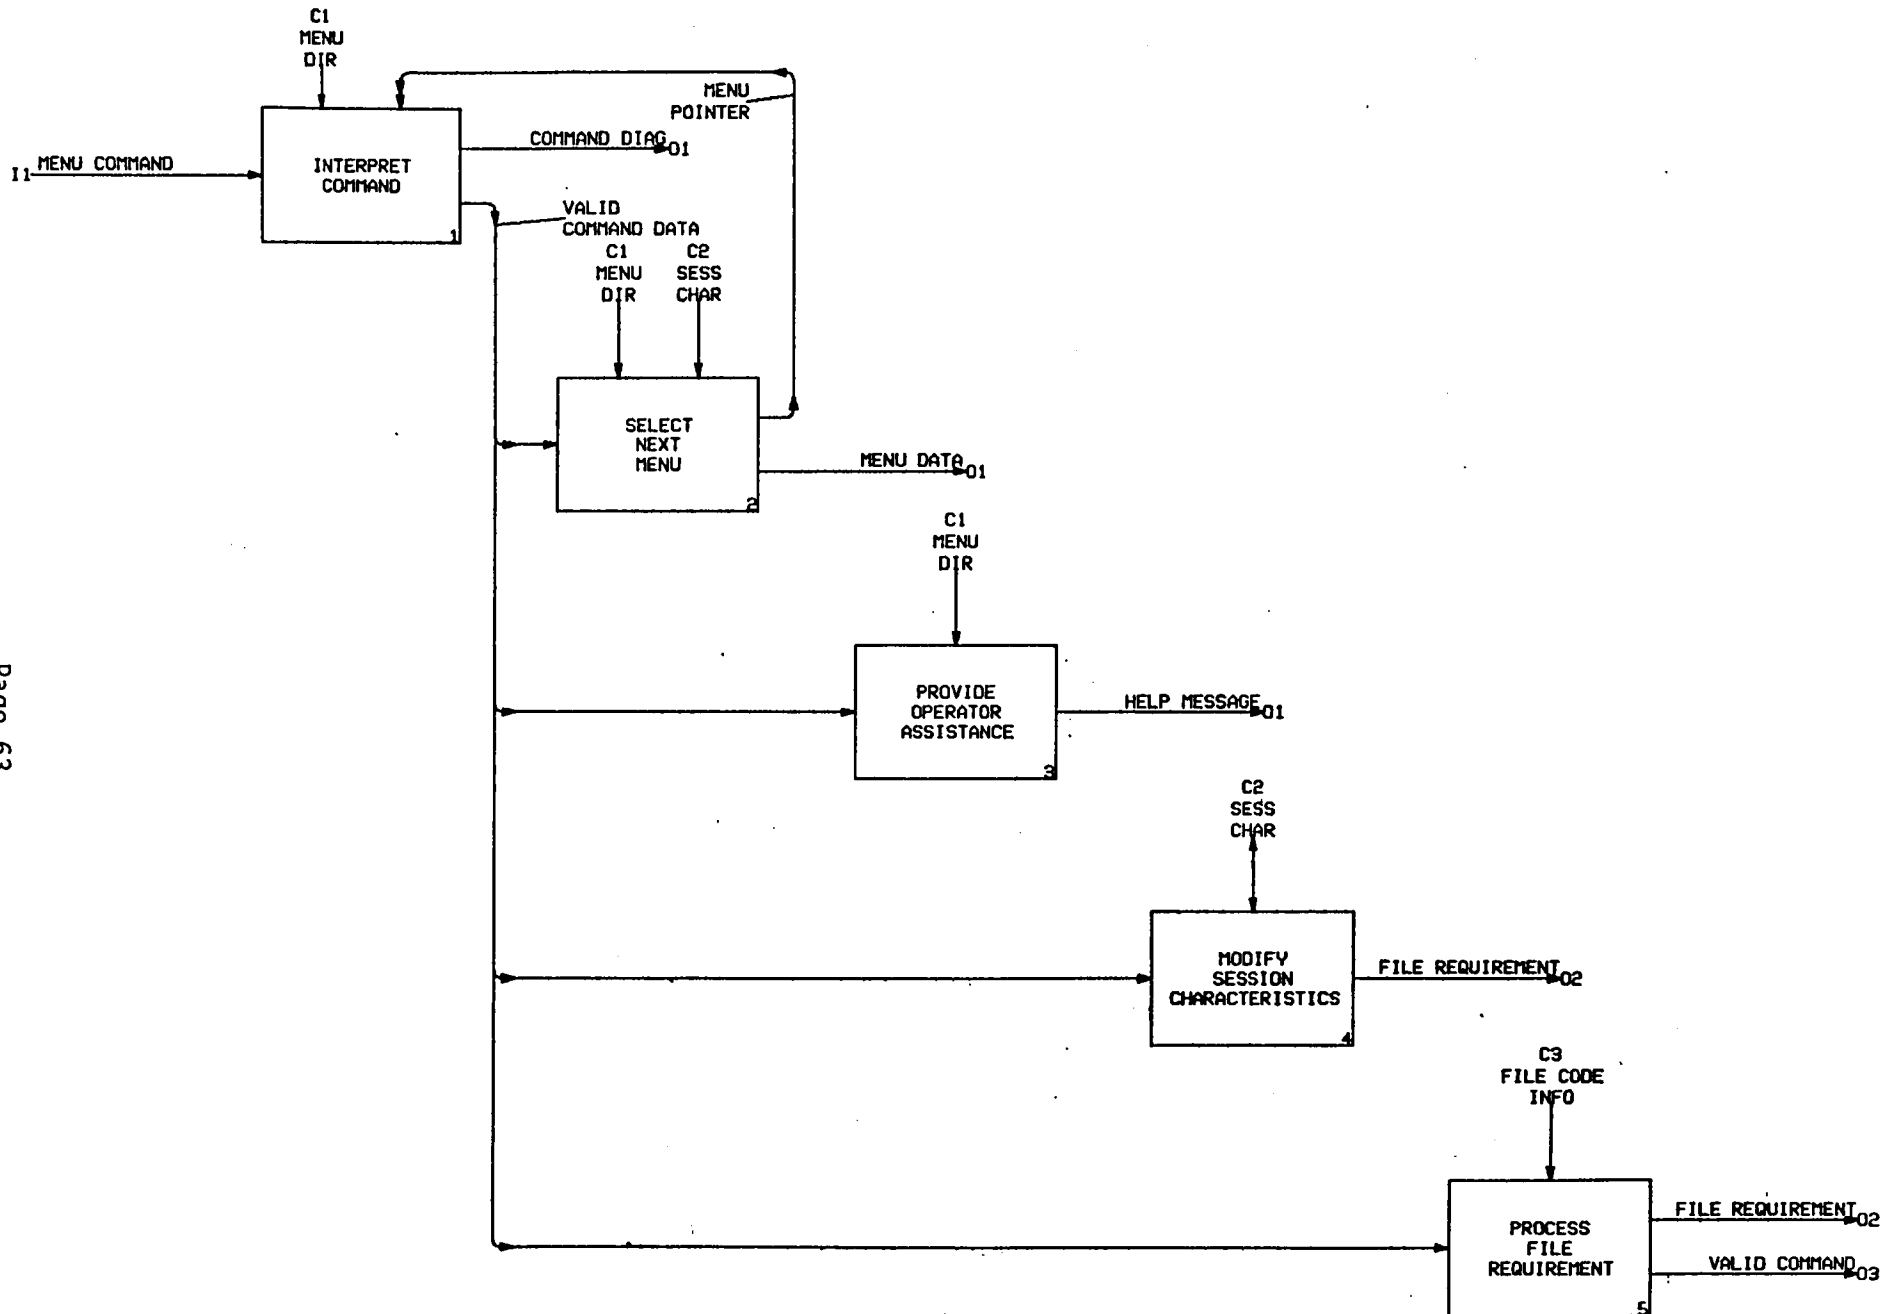 C1
MENU
DIR
MENU
POINTER
COMMAND DIAG
O1
I1
MENU COMMAND
INTERPRET
COMMAND
1
VALID
COMMAND DATA
C1
MENU
DIR
C2
SESS
CHAR
SELECT
NEXT
MENU
2
MENU DATA
O1
C1
MENU
DIR
PROVIDE
OPERATOR
ASSISTANCE
3
HELP MESSAGE
O1
Page 63
C2
SESS
CHAR
MODIFY
SESSION
CHARACTERISTICS
4
FILE REQUIREMENT
O2
C3
FILE CODE
INFO
PROCESS
FILE
REQUIREMENT
5
FILE REQUIREMENT
O2
VALID COMMAND
O3